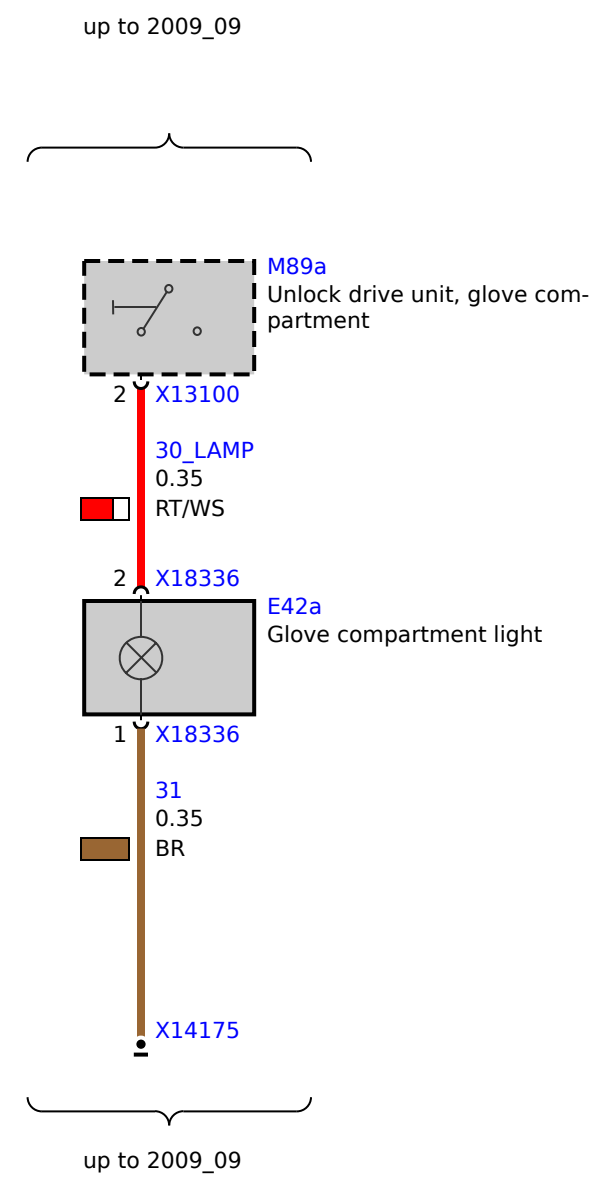 up to 2009_09
M89a
Unlock drive unit, glove com-
partment
2 X13100
30_LAMP
0.35
RT/WS
2 X18336
E42a
Glove compartment light
1 X18336
31
0.35
BR
X14175
up to 2009_09